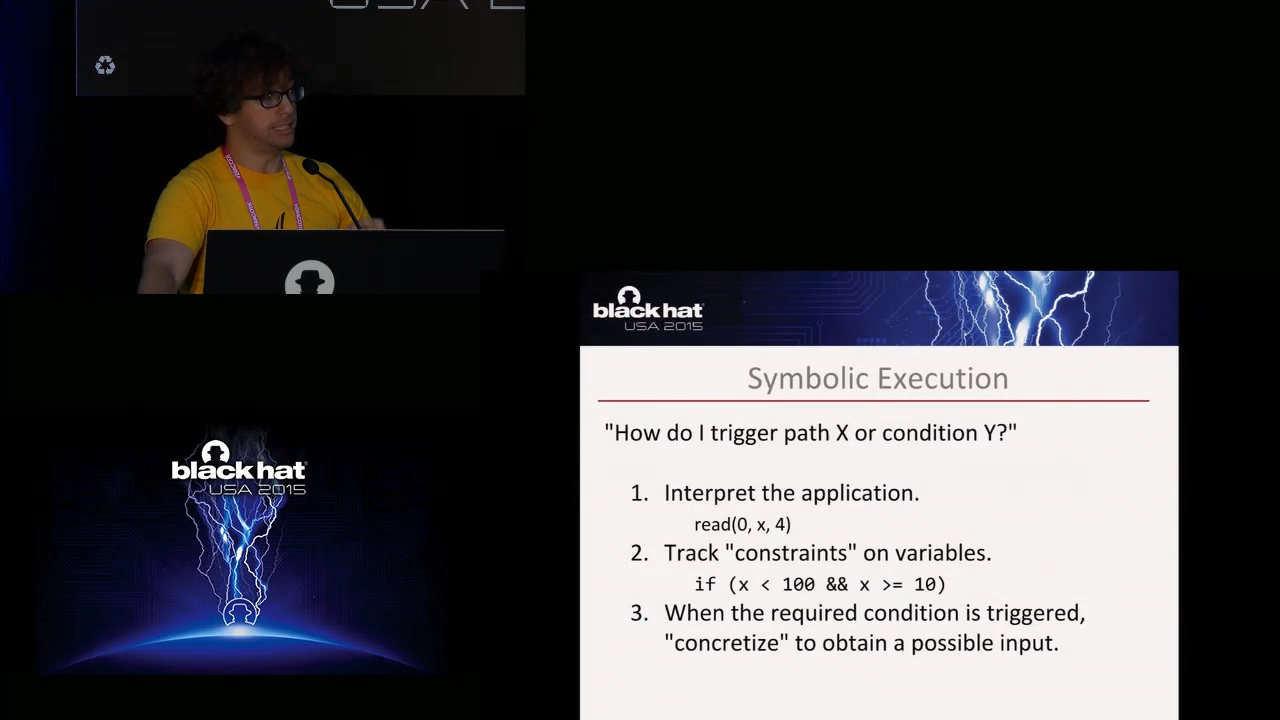 USA 2
black hat
USA 2015
Symbolic Execution
"How do I trigger path X or condition Y?"
1. Interpret the application.
read(0, x, 4)
2. Track "constraints" on variables.
if (x < 100 && x >= 10)
3. When the required condition is triggered,
"concretize" to obtain a possible input.
black hat
USA 2015